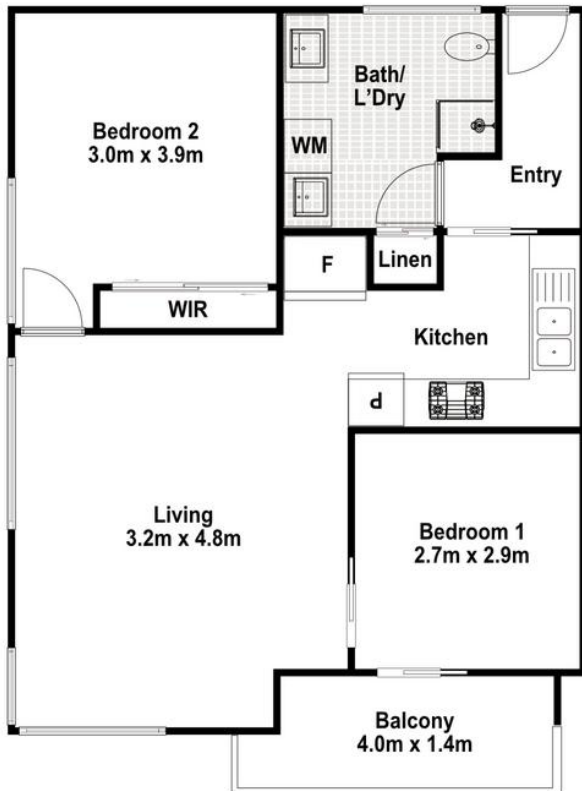 Bath/
L'Dry
Bedroom 2
3.0m x 3.9m
WM
Entry
F
Linen
WIR
Kitchen
d
Living
3.2m x 4.8m
Bedroom 1
2.7m x 2.9m
Balcony
4.0m x 1.4m